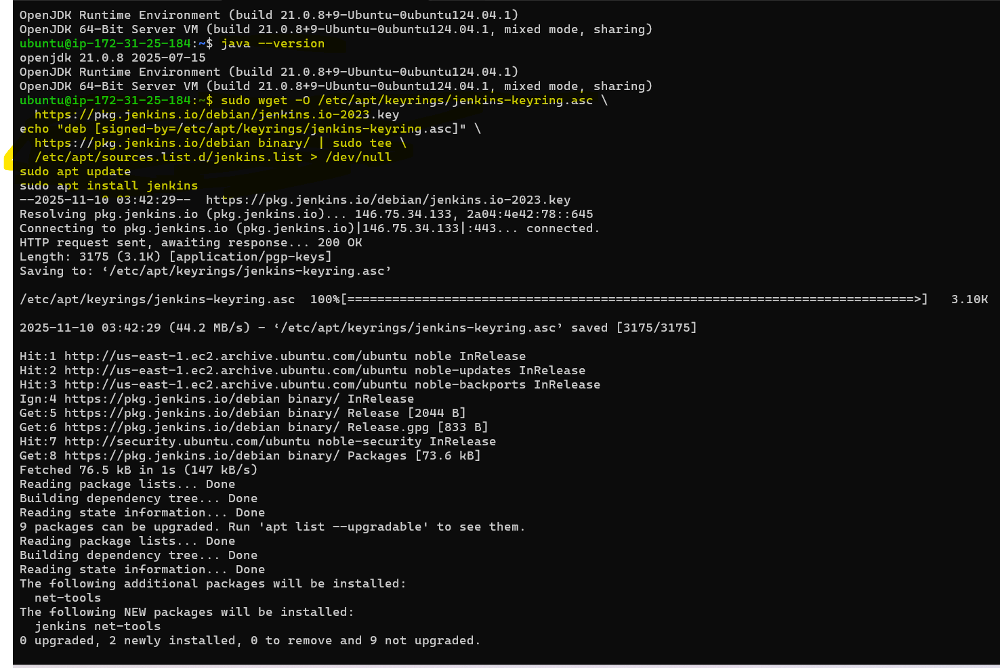 OpenJDK Runtime Environment (build 21.0.8+9-Ubuntu-0ubuntu124.04.1)
OpenJDK 64-Bit Server VM (build 21.0.8+9-Ubuntu-0ubuntu124.04.1, mixed mode, sharing)
ubuntu@ip-172-31-25-184:~$ java --version
openjdk 21.0.8 2025-07-15
OpenJDK Runtime Environment (build 21.0.8+9-Ubuntu-0ubuntu124.04.1)
OpenJDK 64-Bit Server VM (build 21.0.8+9-Ubuntu-0ubuntu124.04.1, mixed mode, sharing)
ubuntu@ip-172-31-25-184:~$ sudo wget -O /etc/apt/keyrings/jenkins-keyring.asc \
  https://pkg.jenkins.io/debian/jenkins.io-2023.key
echo "deb [signed-by=/etc/apt/keyrings/jenkins-keyring.asc]" \
  https://pkg.jenkins.io/debian binary/ | sudo tee \
  /etc/apt/sources.list.d/jenkins.list > /dev/null
sudo apt update
sudo apt install jenkins
--2025-11-10 03:42:29--  https://pkg.jenkins.io/debian/jenkins.io-2023.key
Resolving pkg.jenkins.io (pkg.jenkins.io)... 146.75.34.133, 2a04:4e42:78::645
Connecting to pkg.jenkins.io (pkg.jenkins.io)|146.75.34.133|:443... connected.
HTTP request sent, awaiting response... 200 OK
Length: 3175 (3.1K) [application/pgp-keys]
Saving to: ‘/etc/apt/keyrings/jenkins-keyring.asc’
/etc/apt/keyrings/jenkins-keyring.asc  100%[============================================================================>]   3.10K
2025-11-10 03:42:29 (44.2 MB/s) - ‘/etc/apt/keyrings/jenkins-keyring.asc’ saved [3175/3175]
Hit:1 http://us-east-1.ec2.archive.ubuntu.com/ubuntu noble InRelease
Hit:2 http://us-east-1.ec2.archive.ubuntu.com/ubuntu noble-updates InRelease
Hit:3 http://us-east-1.ec2.archive.ubuntu.com/ubuntu noble-backports InRelease
Ign:4 https://pkg.jenkins.io/debian binary/ InRelease
Get:5 https://pkg.jenkins.io/debian binary/ Release [2044 B]
Get:6 https://pkg.jenkins.io/debian binary/ Release.gpg [833 B]
Hit:7 http://security.ubuntu.com/ubuntu noble-security InRelease
Get:8 https://pkg.jenkins.io/debian binary/ Packages [73.6 kB]
Fetched 76.5 kB in 1s (147 kB/s)
Reading package lists... Done
Building dependency tree... Done
Reading state information... Done
9 packages can be upgraded. Run 'apt list --upgradable' to see them.
Reading package lists... Done
Building dependency tree... Done
Reading state information... Done
The following additional packages will be installed:
  net-tools
The following NEW packages will be installed:
  jenkins net-tools
0 upgraded, 2 newly installed, 0 to remove and 9 not upgraded.